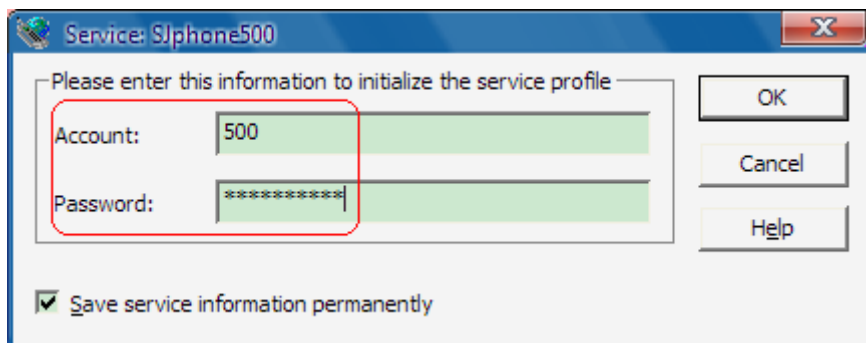 Service: SJphone500
Please enter this information to initialize the service profile
Account: 500
Password: **********
OK
Cancel
Help
Save service information permanently